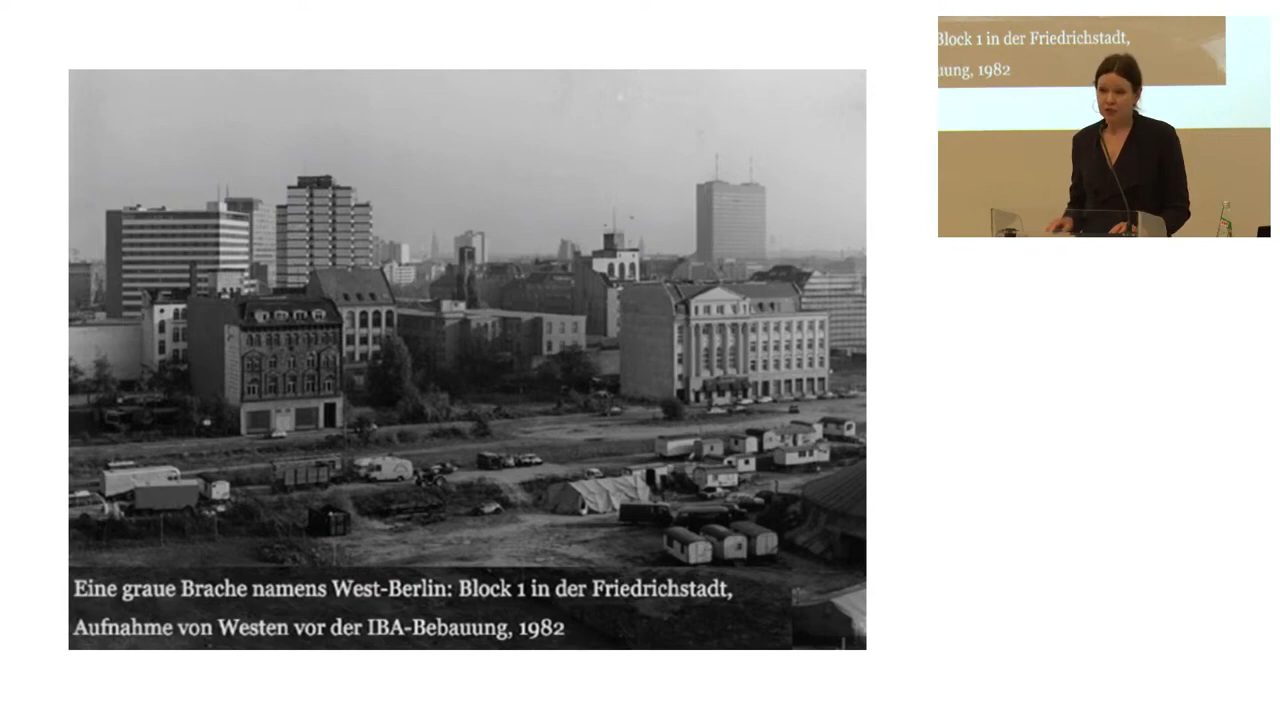 Eine graue Brache namens West-Berlin: Block 1 in der Friedrichstadt,
Aufnahme von Westen vor der IBA-Bebauung, 1982
Block 1 in der Friedrichstadt,
uung, 1982